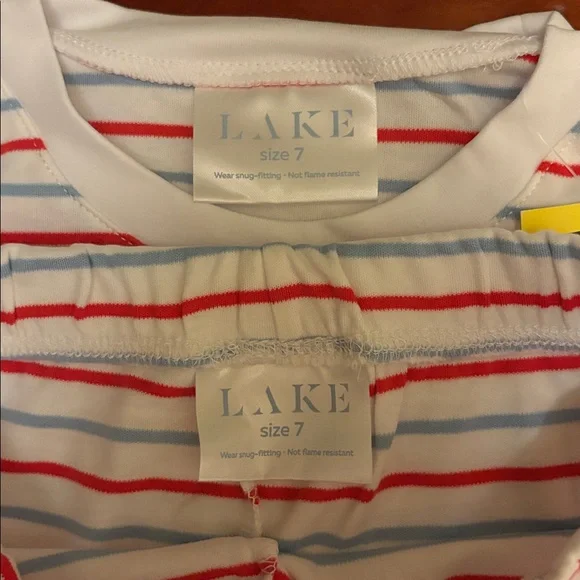 LAKE
size 7
Wear snug-fitting · Not flame resistant
LAKE
size 7
Wear snug-fitting · Not flame resistant